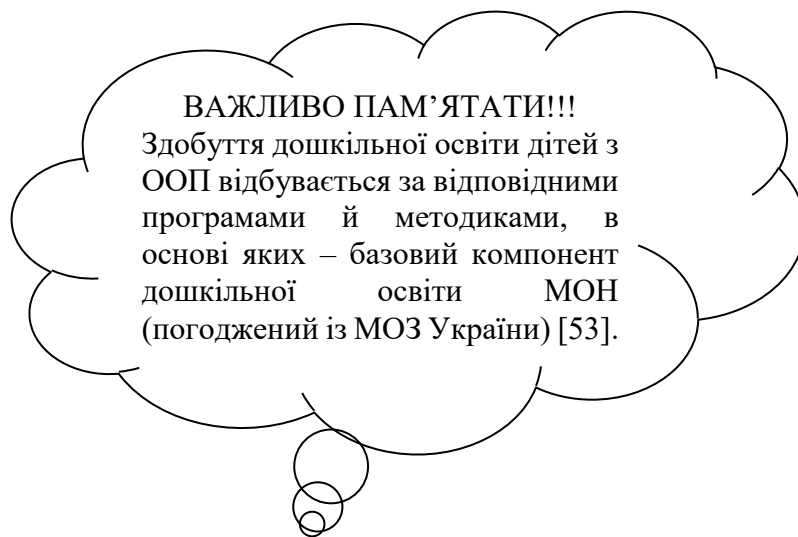 ВАЖЛИВО ПАМ’ЯТАТИ!!!
Здобуття дошкільної освіти дітей з
ООП відбувається за відповідними
програмами й методиками, в
основі яких – базовий компонент
дошкільної освіти МОН
(погоджений із МОЗ України) [53].